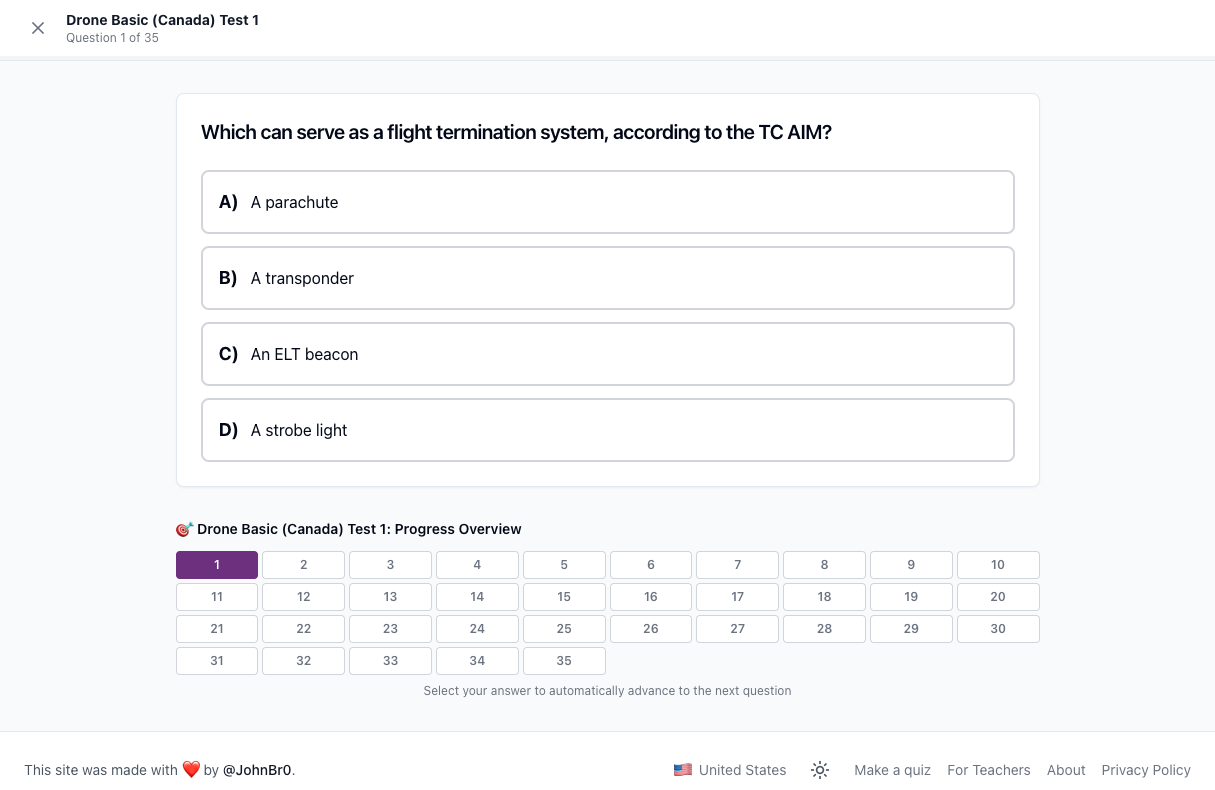 Drone Basic (Canada) Test 1
Question 1 of 35
Which can serve as a flight termination system, according to the TC AIM?
A) A parachute
B) A transponder
C) An ELT beacon
D) A strobe light
🎯 Drone Basic (Canada) Test 1: Progress Overview
1 2 3 4 5 6 7 8 9 10
11 12 13 14 15 16 17 18 19 20
21 22 23 24 25 26 27 28 29 30
31 32 33 34 35
Select your answer to automatically advance to the next question
This site was made with ❤️ by @JohnBr0. 🇺🇸 United States Make a quiz For Teachers About Privacy Policy